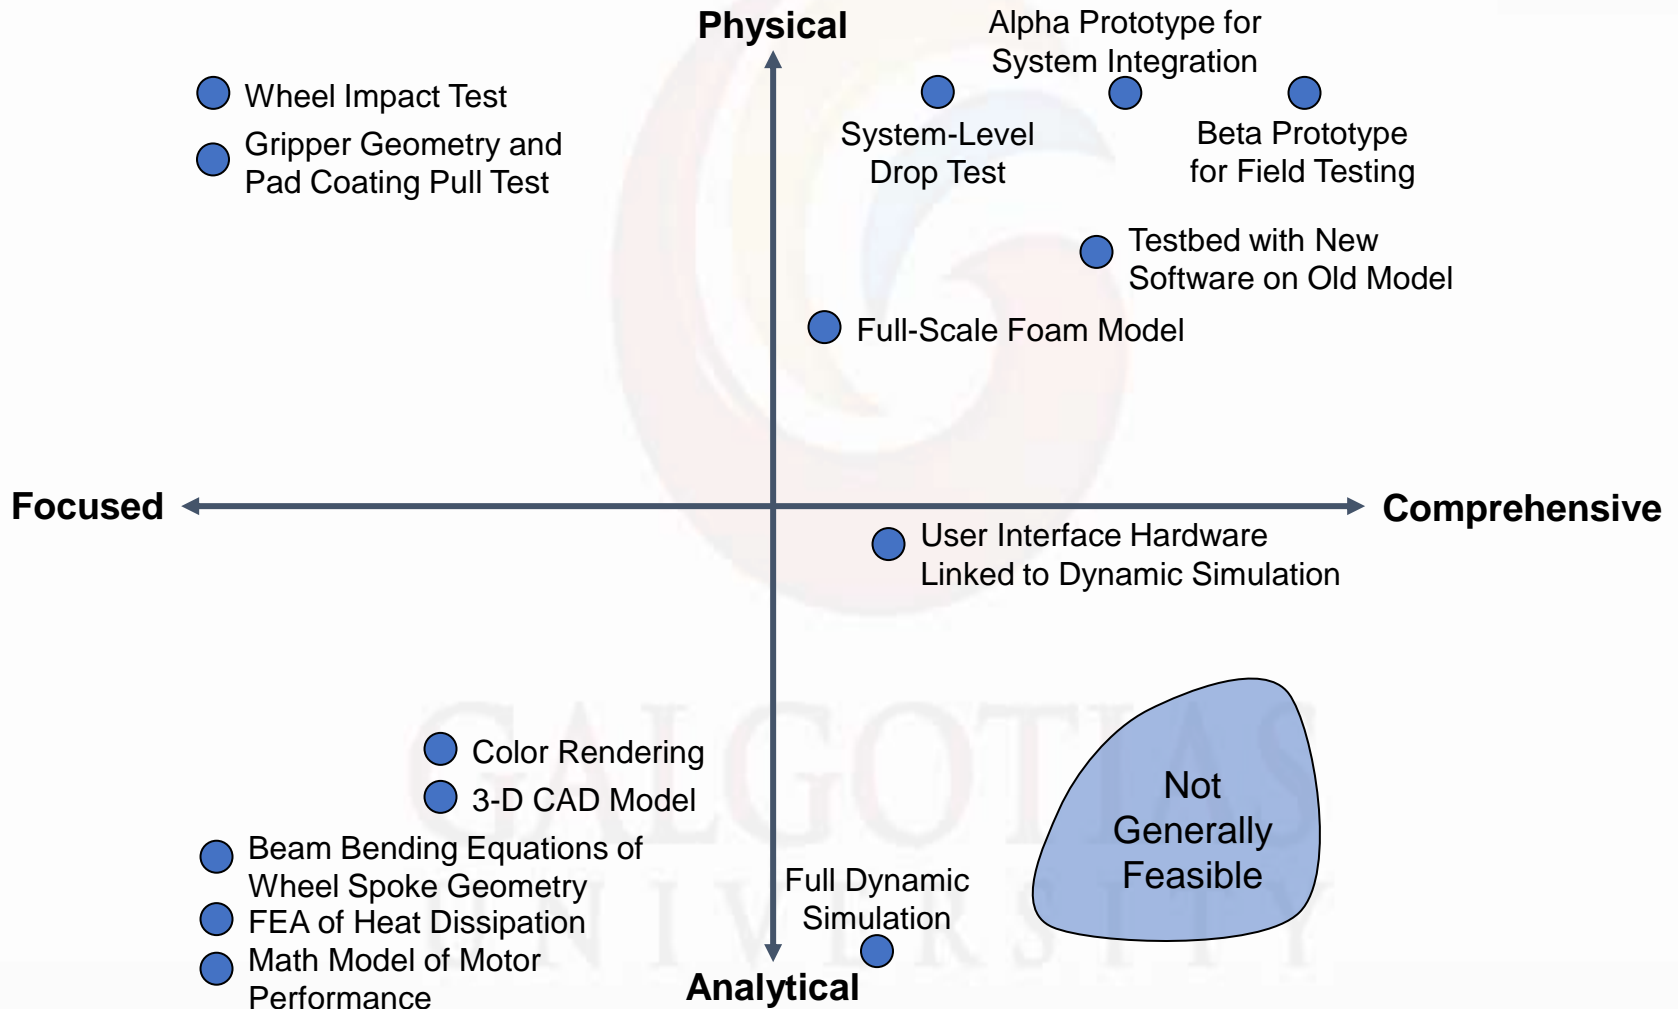 Physical
Alpha Prototype for
System Integration
Wheel Impact Test
Gripper Geometry and
Pad Coating Pull Test
System-Level
Drop Test
Beta Prototype
for Field Testing
Testbed with New
Software on Old Model
Full-Scale Foam Model
Focused
Comprehensive
User Interface Hardware
Linked to Dynamic Simulation
Color Rendering
3-D CAD Model
Beam Bending Equations of
Wheel Spoke Geometry
FEA of Heat Dissipation
Math Model of Motor
Performance
Full Dynamic
Simulation
Not
Generally
Feasible
Analytical
GALGOTIAS
UNIVERSITY